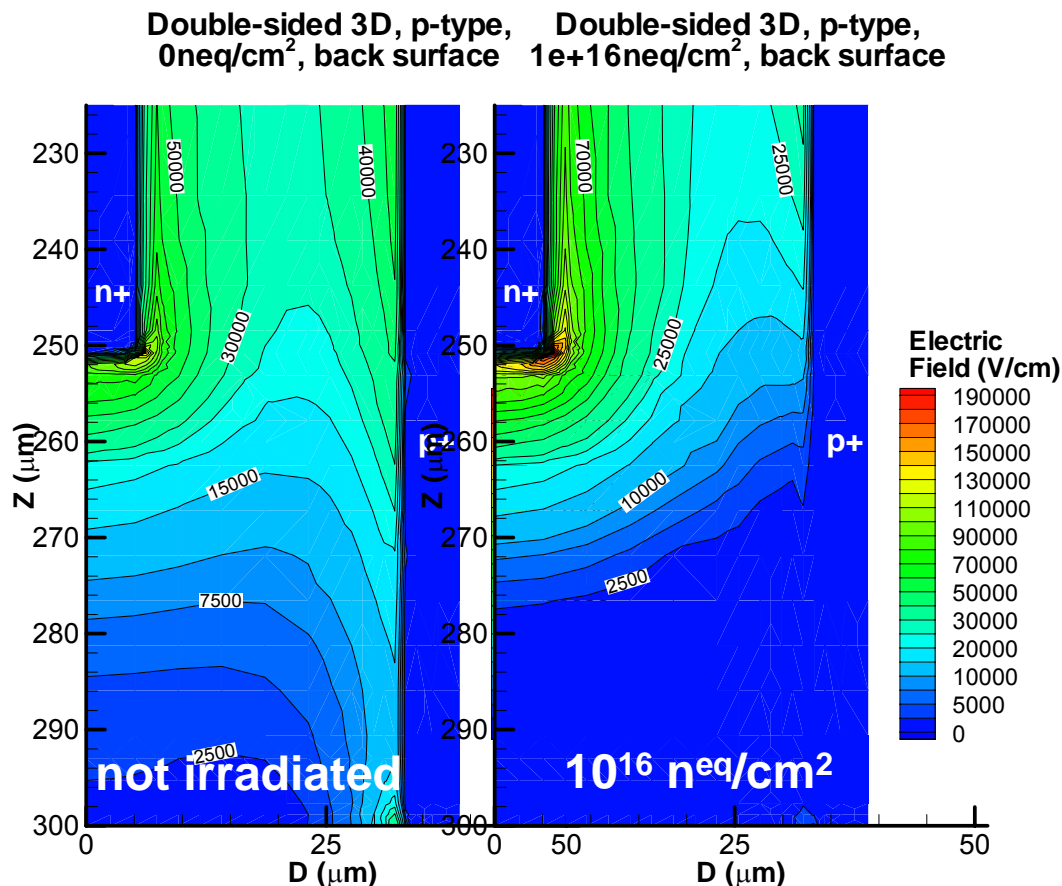 Double-sided 3D, p-type,
0neq/cm², back surface
Double-sided 3D, p-type,
1e+16neq/cm², back surface
230
240
250
260
270
280
290
300
Z (μm)
0
25
50
D (μm)
50000
40000
30000
15000
7500
2500
n+
p+
not irradiated
230
240
250
260
270
280
290
300
Z (μm)
0
25
50
D (μm)
70000
25000
25000
10000
2500
n+
p+
10¹⁶ nᵉq/cm²
Electric
Field (V/cm)
190000
170000
150000
130000
110000
90000
70000
50000
40000
30000
20000
10000
5000
0